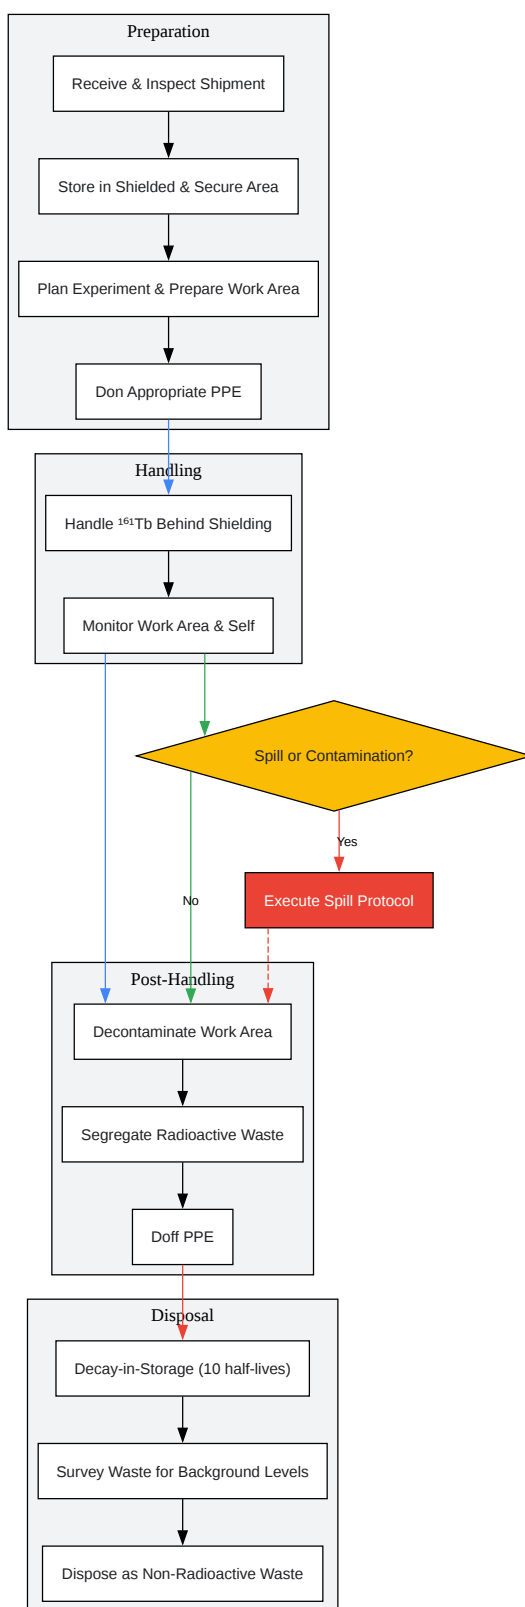 Preparation
Receive & Inspect Shipment
Store in Shielded & Secure Area
Plan Experiment & Prepare Work Area
Don Appropriate PPE
Handling
Handle ¹⁶¹Tb Behind Shielding
Monitor Work Area & Self
Spill or Contamination?
Yes
No
Execute Spill Protocol
Post-Handling
Decontaminate Work Area
Segregate Radioactive Waste
Doff PPE
Disposal
Decay-in-Storage (10 half-lives)
Survey Waste for Background Levels
Dispose as Non-Radioactive Waste